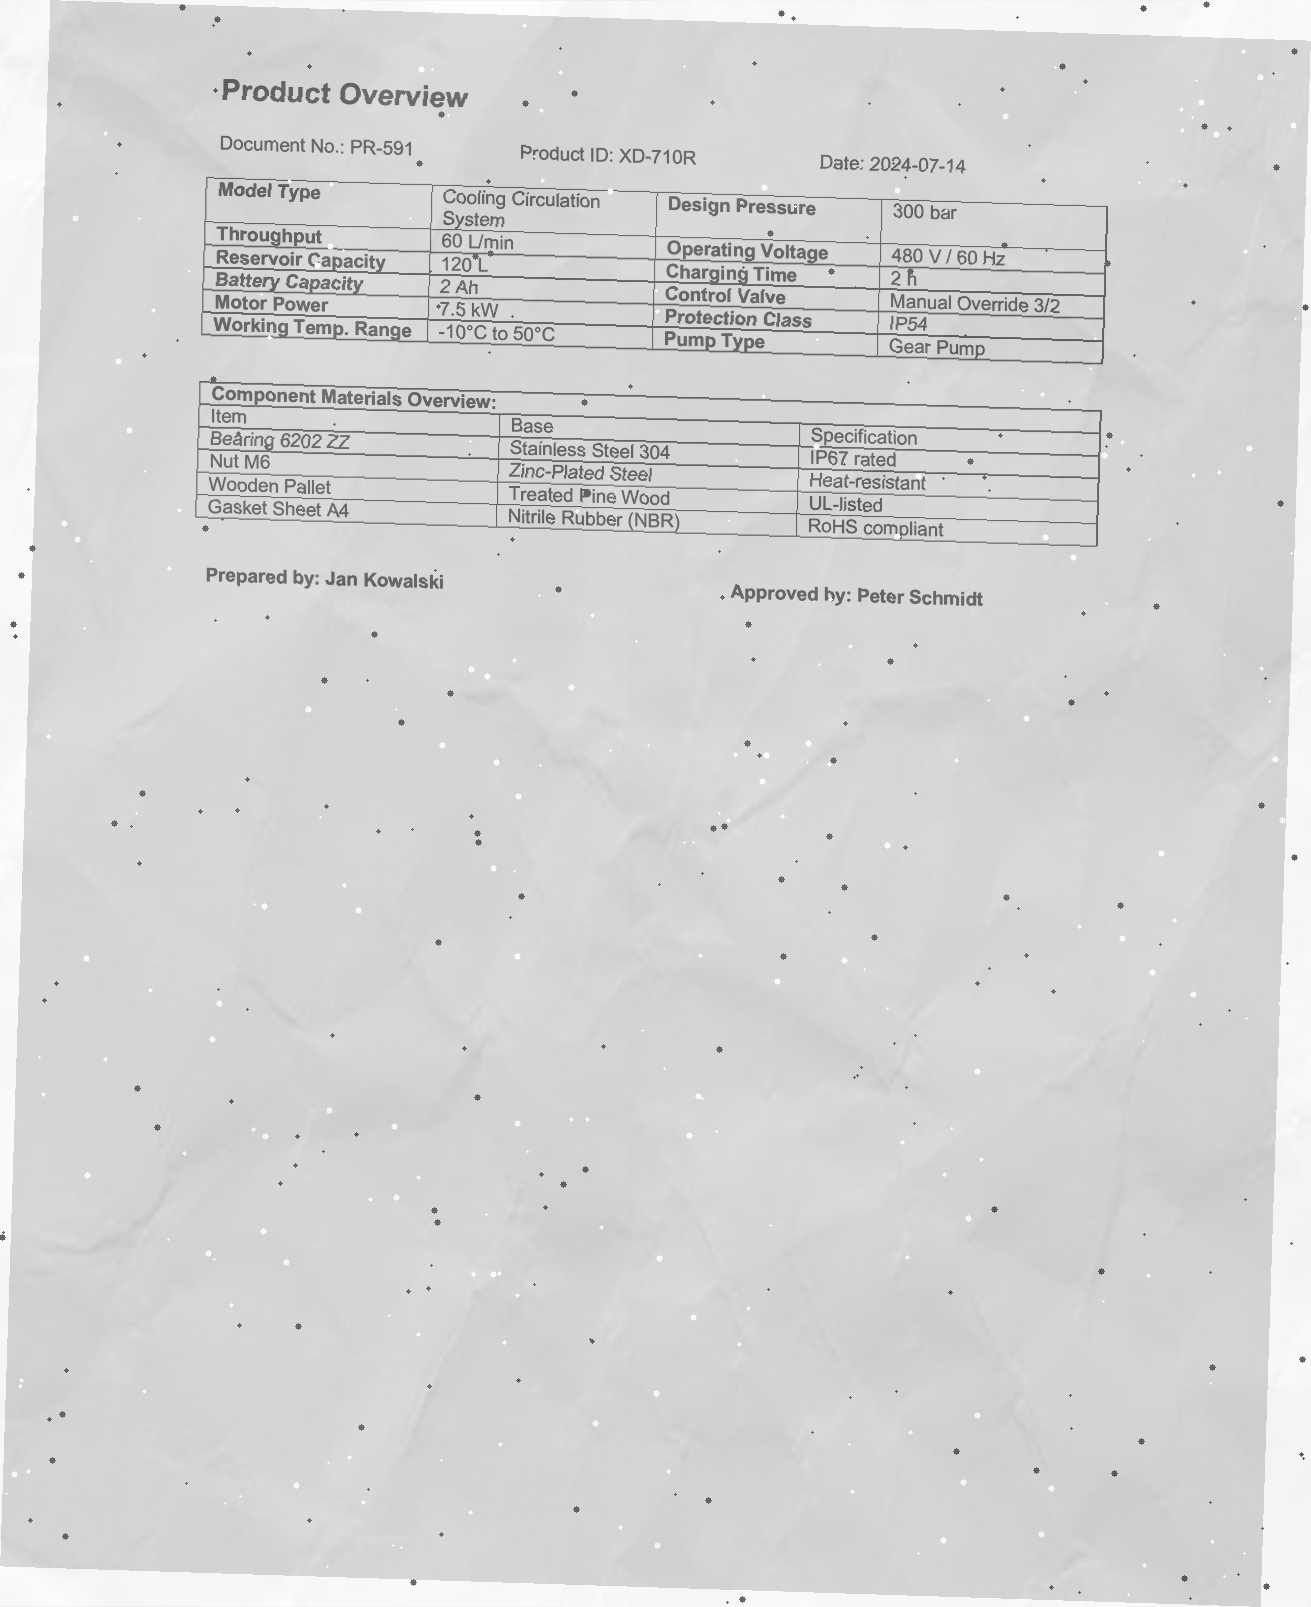 Product Overview
Document No.: PR-591 Product ID: XD-710R Date: 2024-07-14
Model Type Cooling Circulation System Design Pressure 300 bar
Throughput 60 L/min Operating Voltage 480 V / 60 Hz
Reservoir Capacity 120 L Charging Time 2 h
Battery Capacity 2 Ah Control Valve Manual Override 3/2
Motor Power 7.5 kW Protection Class IP54
Working Temp. Range -10°C to 50°C Pump Type Gear Pump
Component Materials Overview:
Item Base Specification
Bearing 6202 ZZ Stainless Steel 304 IP67 rated
Nut M6 Zinc-Plated Steel Heat-resistant
Wooden Pallet Treated Pine Wood UL-listed
Gasket Sheet A4 Nitrile Rubber (NBR) RoHS compliant
Prepared by: Jan Kowalski Approved by: Peter Schmidt